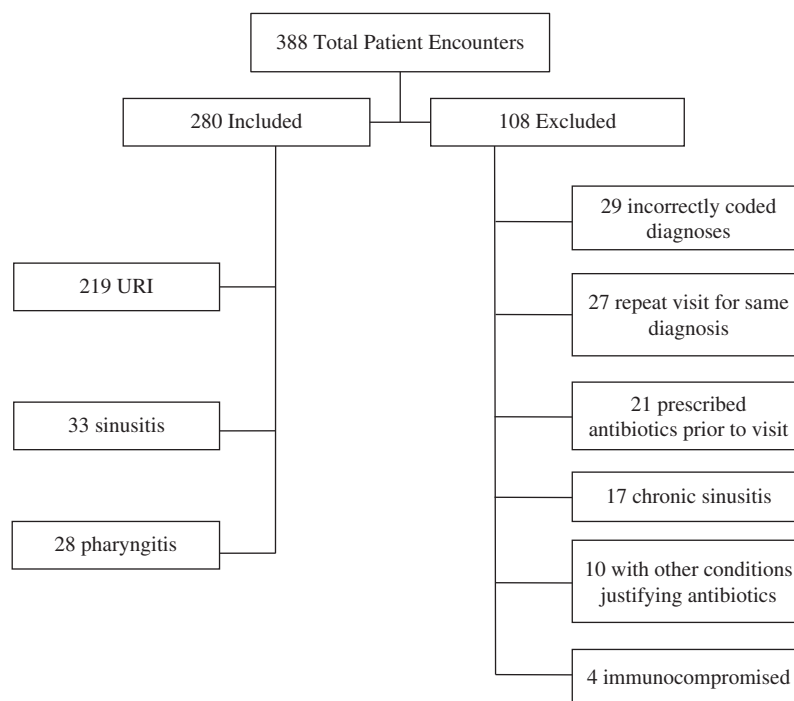 388 Total Patient Encounters
280 Included
108 Excluded
219 URI
33 sinusitis
28 pharyngitis
29 incorrectly coded
diagnoses
27 repeat visit for same
diagnosis
21 prescribed
antibiotics prior to visit
17 chronic sinusitis
10 with other conditions
justifying antibiotics
4 immunocompromised